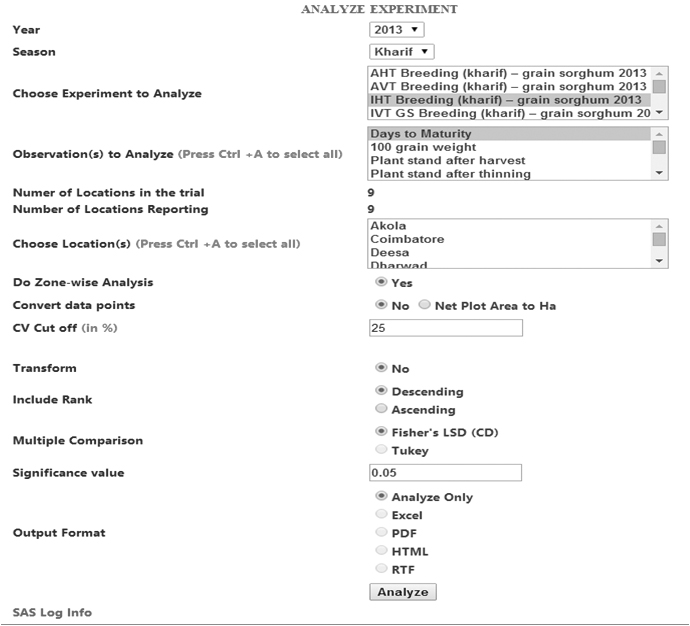 ANALYZE EXPERIMENT
Year 2013
Season Kharif
Choose Experiment to Analyze
AHT Breeding (kharif) – grain sorghum 2013
AVT Breeding (kharif) – grain sorghum 2013
IHT Breeding (kharif) – grain sorghum 2013
IVT GS Breeding (kharif) – grain sorghum 20
Observation(s) to Analyze (Press Ctrl +A to select all)
Days to Maturity
100 grain weight
Plant stand after harvest
Plant stand after thinning
Numer of Locations in the trial 9
Number of Locations Reporting 9
Choose Location(s) (Press Ctrl +A to select all)
Akola
Coimbatore
Deesa
Dharwad
Do Zone-wise Analysis Yes
Convert data points No Net Plot Area to Ha
CV Cut off (in %) 25
Transform No
Include Rank
Descending
Ascending
Multiple Comparison
Fisher's LSD (CD)
Tukey
Significance value 0.05
Output Format
Analyze Only
Excel
PDF
HTML
RTF
Analyze
SAS Log Info